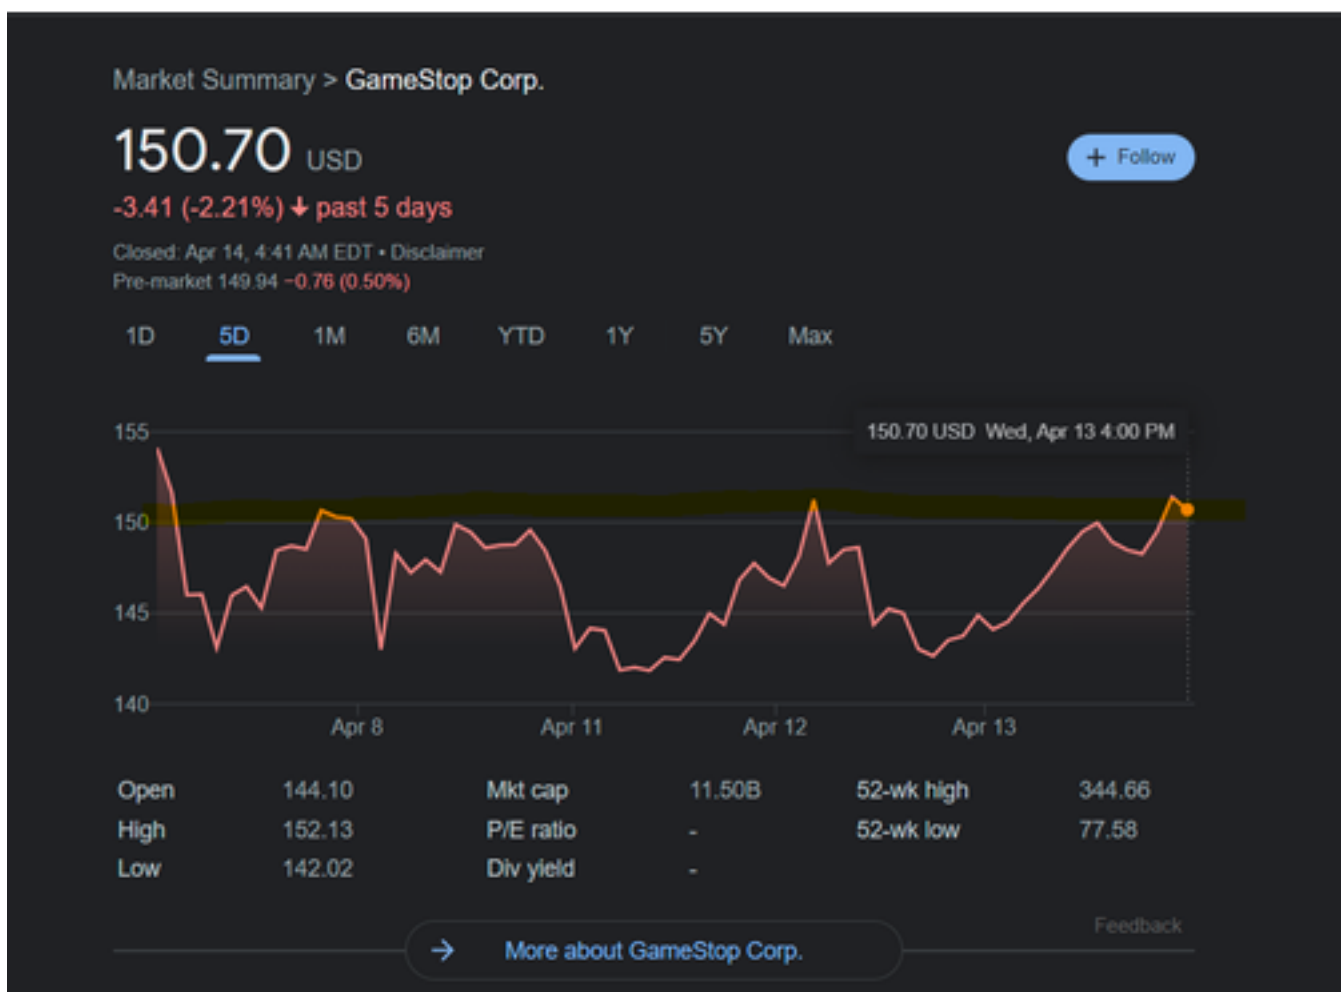 Market Summary > GameStop Corp.
150.70 USD
+ Follow
-3.41 (-2.21%) ↓ past 5 days
Closed: Apr 14, 4:41 AM EDT • Disclaimer
Pre-market 149.94 −0.76 (0.50%)
1D 5D 1M 6M YTD 1Y 5Y Max
150.70 USD Wed, Apr 13 4:00 PM
155
150
145
140
Apr 8 Apr 11 Apr 12 Apr 13
Open 144.10 Mkt cap 11.50B 52-wk high 344.66
High 152.13 P/E ratio - 52-wk low 77.58
Low 142.02 Div yield -
Feedback
→ More about GameStop Corp.